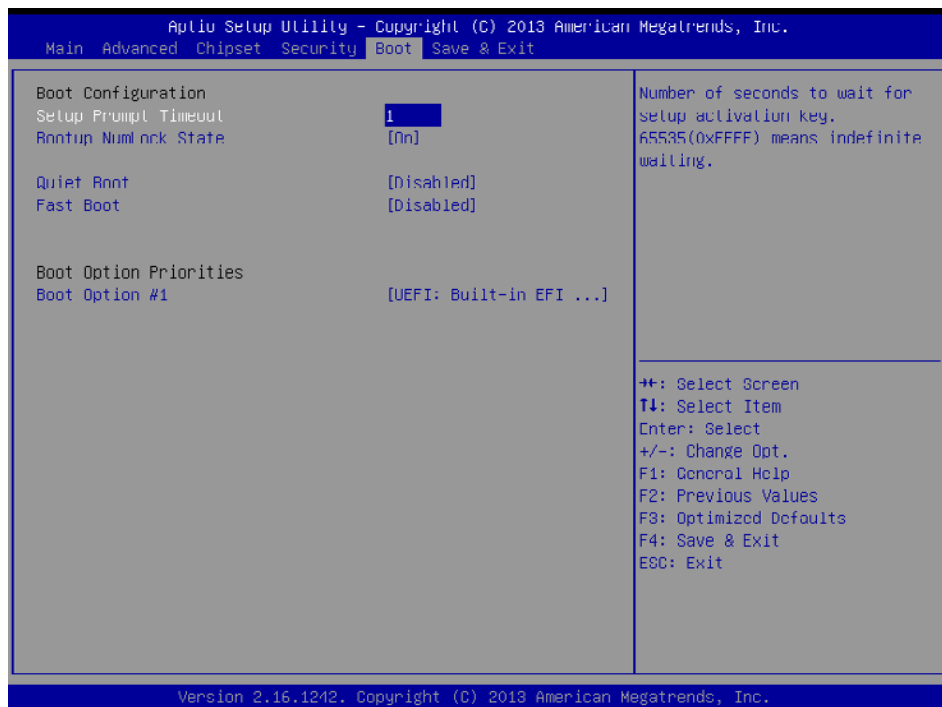 Aptio Setup Utility – Copyright (C) 2013 American Megatrends, Inc.
Main Advanced Chipset Security Boot Save & Exit
Boot Configuration
Setup Prompt Timeout 1
Bootup NumLock State [On]
Quiet Boot [Disabled]
Fast Boot [Disabled]
Boot Option Priorities
Boot Option #1 [UEFI: Built-in EFI ...]
Number of seconds to wait for
setup activation key.
65535(0xFFFF) means indefinite
waiting.
→←: Select Screen
↑↓: Select Item
Enter: Select
+/-: Change Opt.
F1: General Help
F2: Previous Values
F3: Optimized Defaults
F4: Save & Exit
ESC: Exit
Version 2.16.1242. Copyright (C) 2013 American Megatrends, Inc.